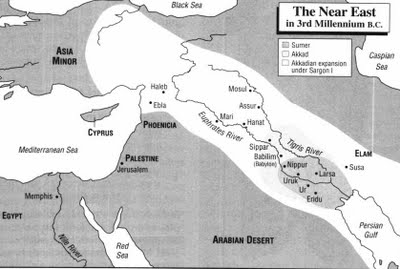 The Near East
in 3rd Millennium B.C.
Sumer
Akkad
Akkadian expansion
under Sargon I
Black Sea
Caspian
Sea
ASIA
MINOR
Haleb
Ebla
Mosul
Assur
Mari
Hanat
CYPRUS
PHOENICIA
Euphrates River
Tigris River
Mediterranean Sea
Sippar
ELAM
Babilim
(Babylon)
Nippur
Susa
PALESTINE
Jerusalem
Larsa
Uruk
Ur
Eridu
Memphis
EGYPT
Nile River
Red
Sea
ARABIAN DESERT
Persian
Gulf